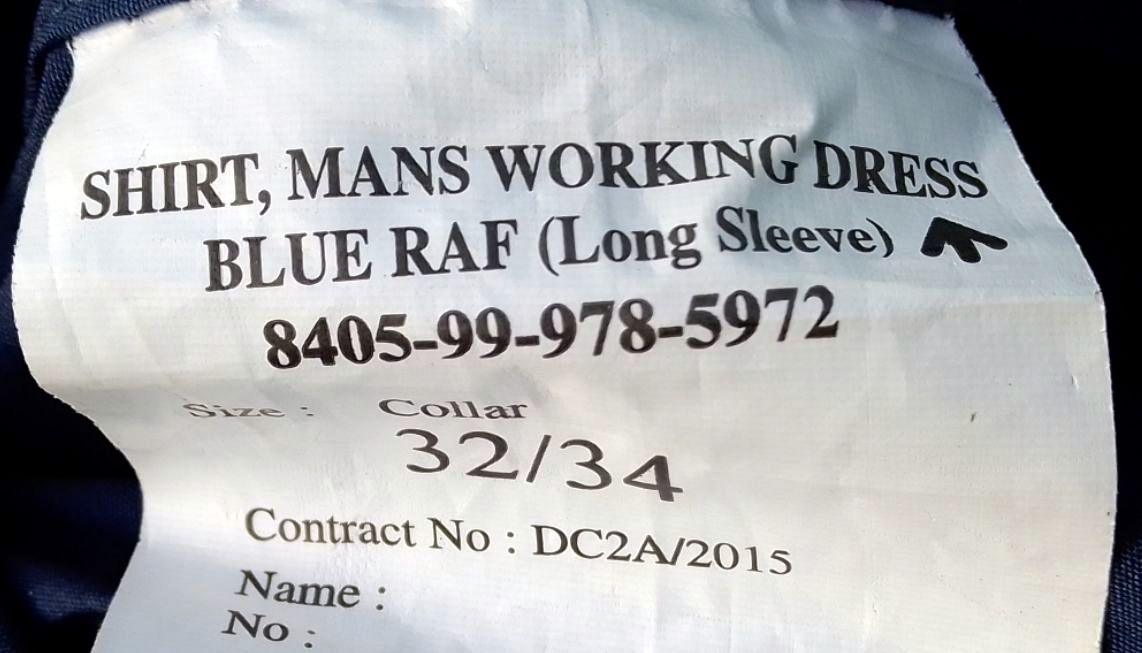 SHIRT, MANS WORKING DRESS
BLUE RAF (Long Sleeve)
8405-99-978-5972
Size : Collar
32/34
Contract No : DC2A/2015
Name :
No :